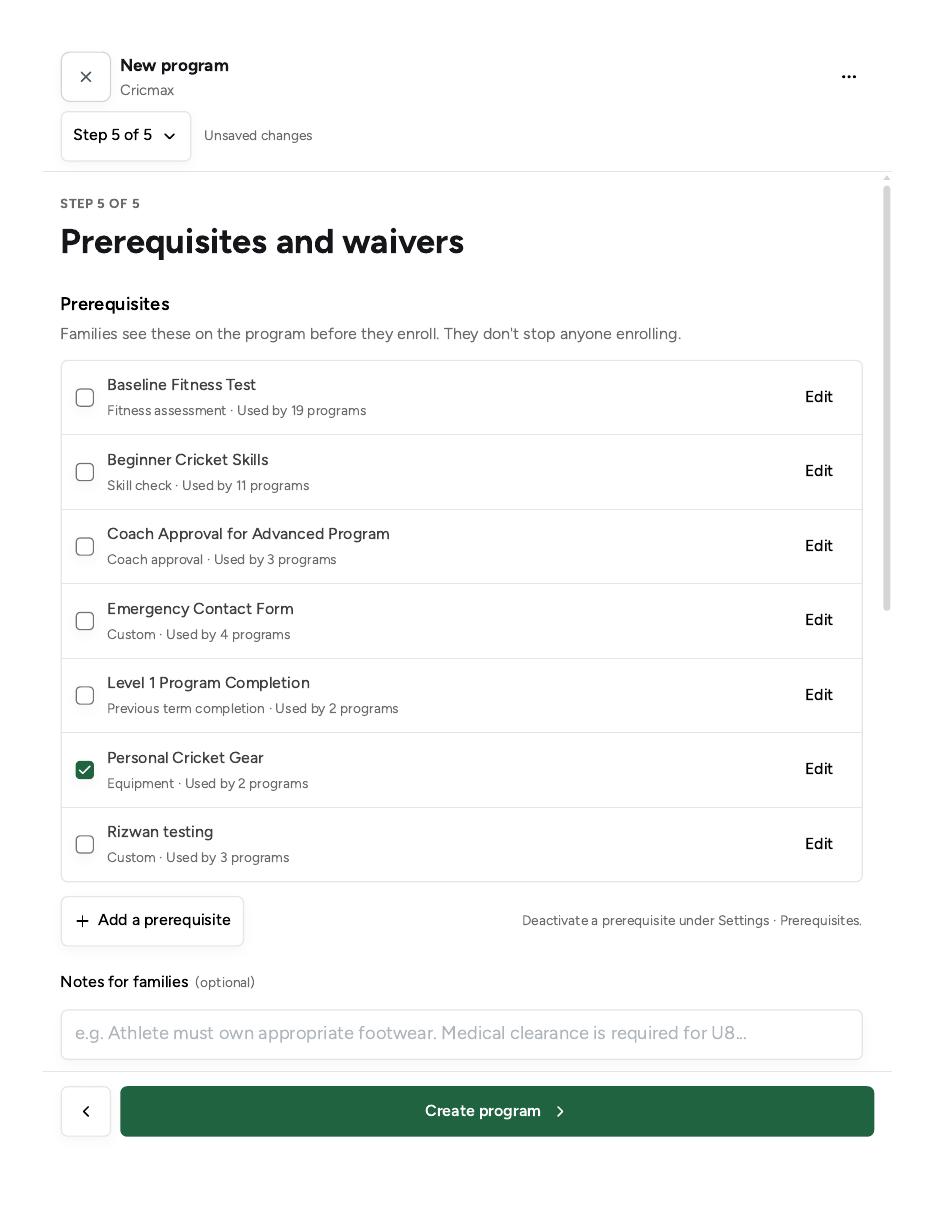 New program
Cricmax
Step 5 of 5
Unsaved changes
STEP 5 OF 5
Prerequisites and waivers
Prerequisites
Families see these on the program before they enroll. They don't stop anyone enrolling.
Baseline Fitness Test
Fitness assessment · Used by 19 programs
Edit
Beginner Cricket Skills
Skill check · Used by 11 programs
Edit
Coach Approval for Advanced Program
Coach approval · Used by 3 programs
Edit
Emergency Contact Form
Custom · Used by 4 programs
Edit
Level 1 Program Completion
Previous term completion · Used by 2 programs
Edit
Personal Cricket Gear
Equipment · Used by 2 programs
Edit
Rizwan testing
Custom · Used by 3 programs
Edit
Add a prerequisite
Deactivate a prerequisite under Settings · Prerequisites.
Notes for families (optional)
e.g. Athlete must own appropriate footwear. Medical clearance is required for U8...
Create program